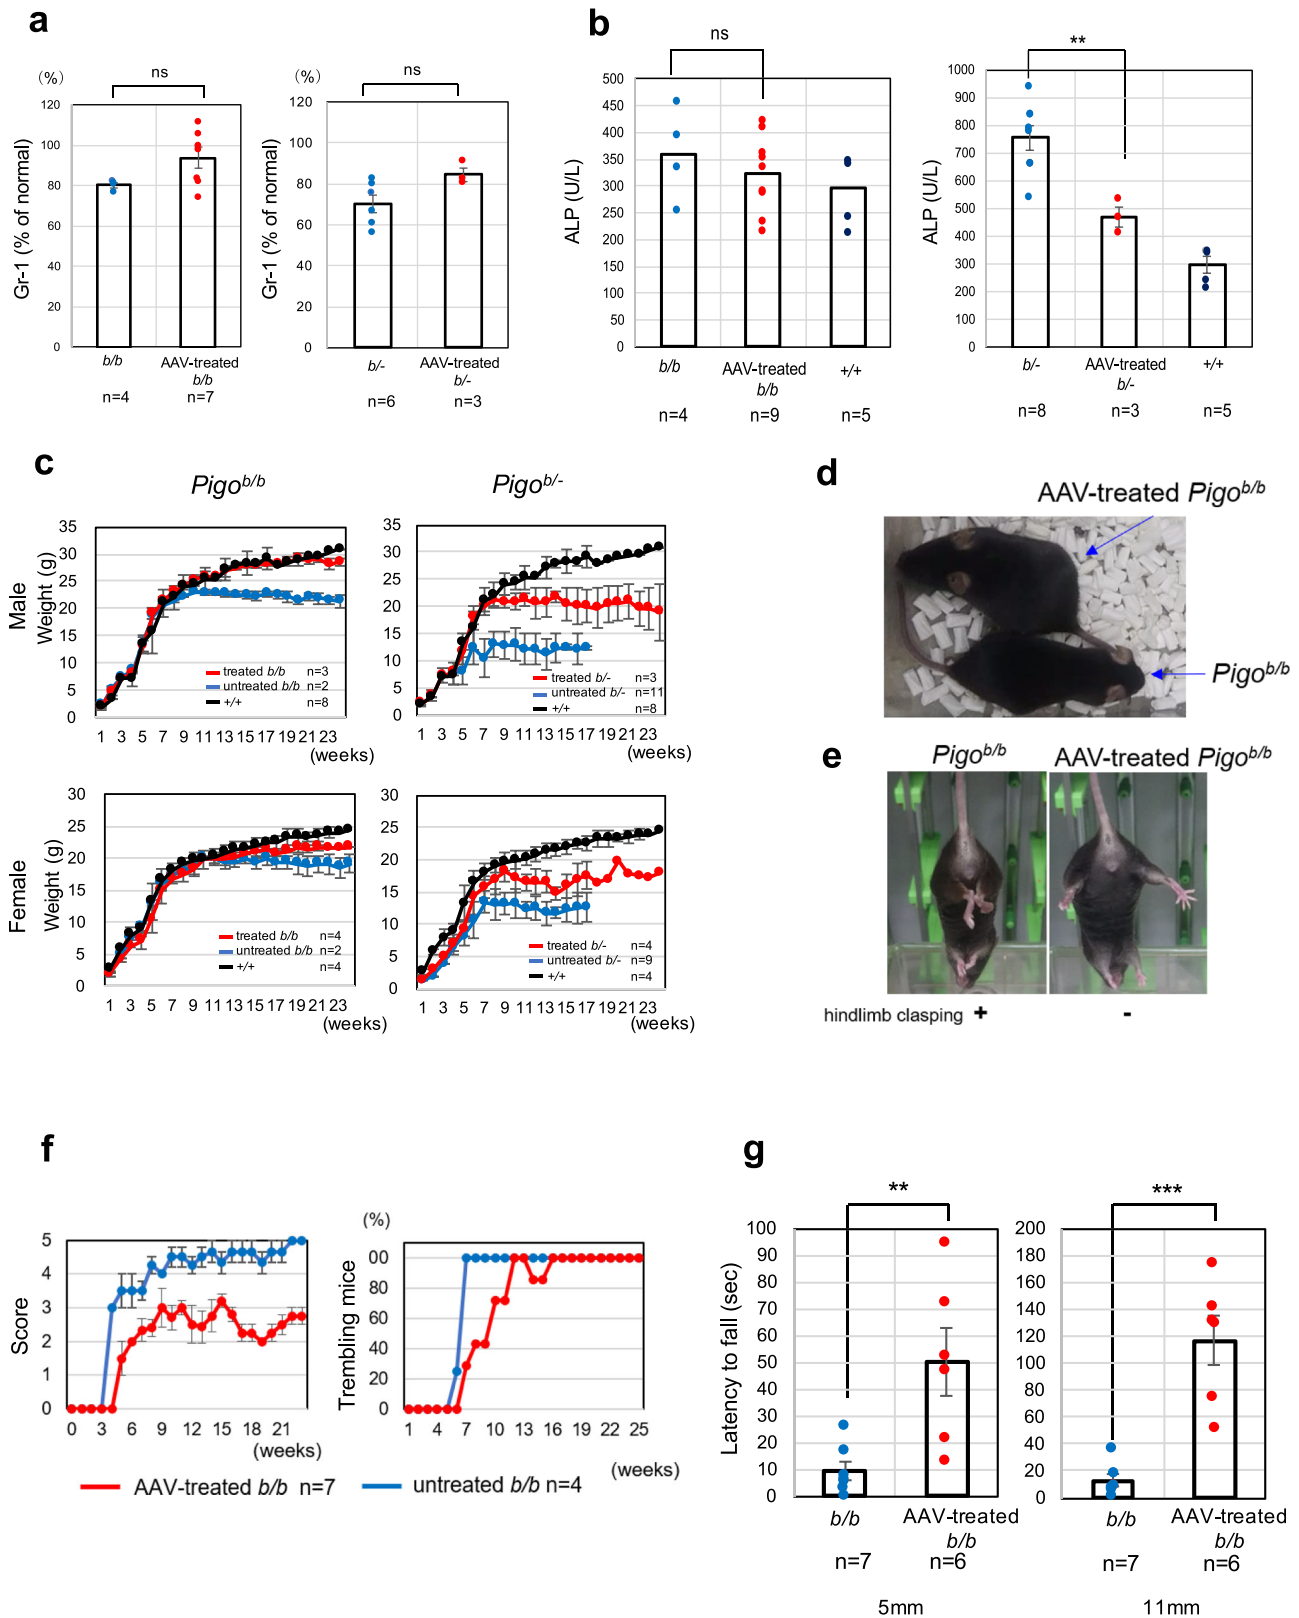 a
(%)
ns
120
100
80
60
40
20
0
Gr-1 (% of normal)
b/b
AAV-treated
b/b
n=4
n=7
(%)
ns
120
100
80
60
40
20
0
Gr-1 (% of normal)
b/-
AAV-treated
b/-
n=6
n=3
b
ns
500
450
400
350
300
250
200
150
100
50
0
ALP (U/L)
b/b
AAV-treated
b/b
+/+
n=4
n=9
n=5
**
1000
900
800
700
600
500
400
300
200
100
0
ALP (U/L)
b/-
AAV-treated
b/-
+/+
n=8
n=3
n=5
c
Pigo b/b
Pigo b/-
Male
Weight (g)
35
30
25
20
15
10
5
0
treated b/b n=3
untreated b/b n=2
+/+ n=8
1 3 5 7 9 11 13 15 17 19 21 23
(weeks)
35
30
25
20
15
10
5
0
treated b/- n=3
untreated b/- n=11
+/+ n=8
1 3 5 7 9 11 13 15 17 19 21 23
(weeks)
Female
Weight (g)
30
25
20
15
10
5
0
treated b/b n=4
untreated b/b n=2
+/+ n=4
1 3 5 7 9 11 13 15 17 19 21 23
(weeks)
30
25
20
15
10
5
0
treated b/- n=4
untreated b/- n=9
+/+ n=4
1 3 5 7 9 11 13 15 17 19 21 23
(weeks)
d
AAV-treated Pigo b/b
Pigo b/b
e
Pigo b/b
AAV-treated Pigo b/b
hindlimb clasping + -
f
5
4
3
2
1
0
Score
0 3 6 9 12 15 18 21
(weeks)
(%)
00
80
60
40
20
0
Trembling mice
1 4 7 10 13 16 19 22 25
(weeks)
AAV-treated b/b n=7
untreated b/b n=4
g
**
100
90
80
70
60
50
40
30
20
10
0
Latency to fall (sec)
b/b
AAV-treated
b/b
n=7
n=6
5mm
***
200
180
160
140
120
100
80
60
40
20
0
b/b
AAV-treated
b/b
n=7
n=6
11mm